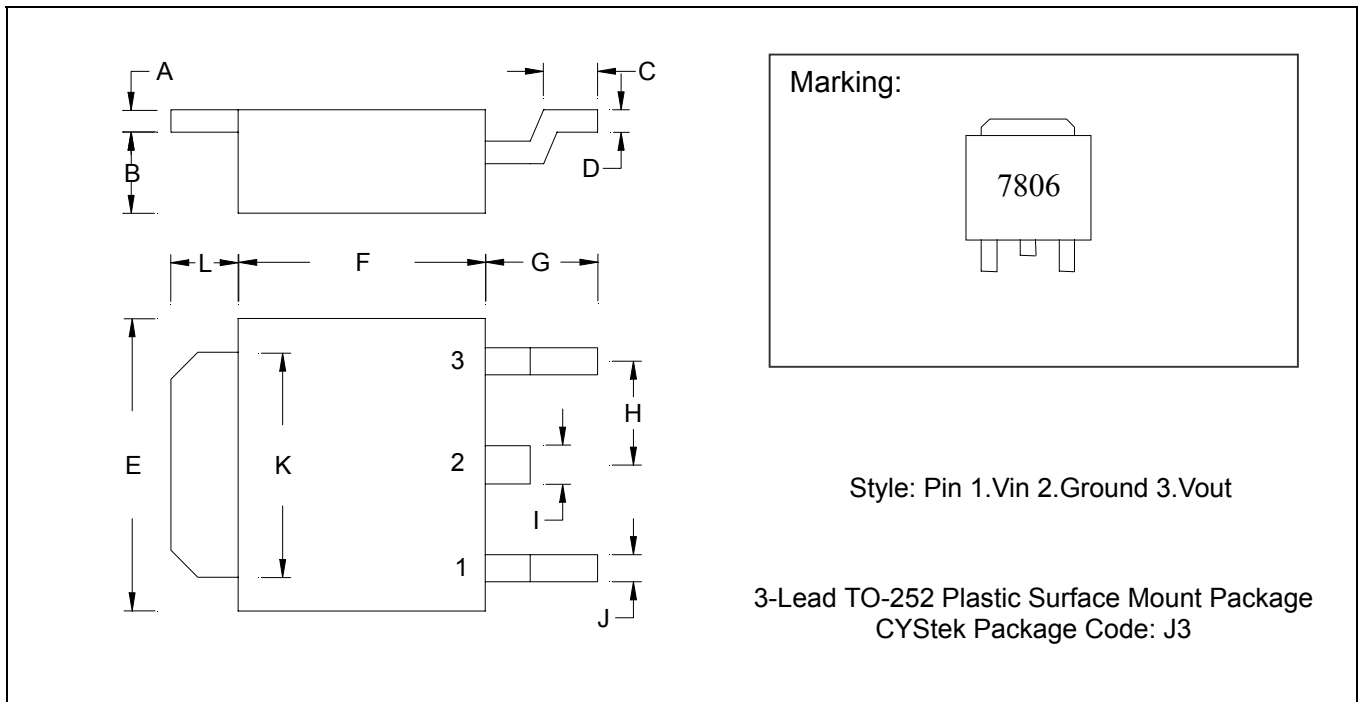 A
C
B
D
L
F
G
3
H
E
K
2
I
1
J
Marking:
7806
Style: Pin 1.Vin 2.Ground 3.Vout
3-Lead TO-252 Plastic Surface Mount Package
CYStek Package Code: J3